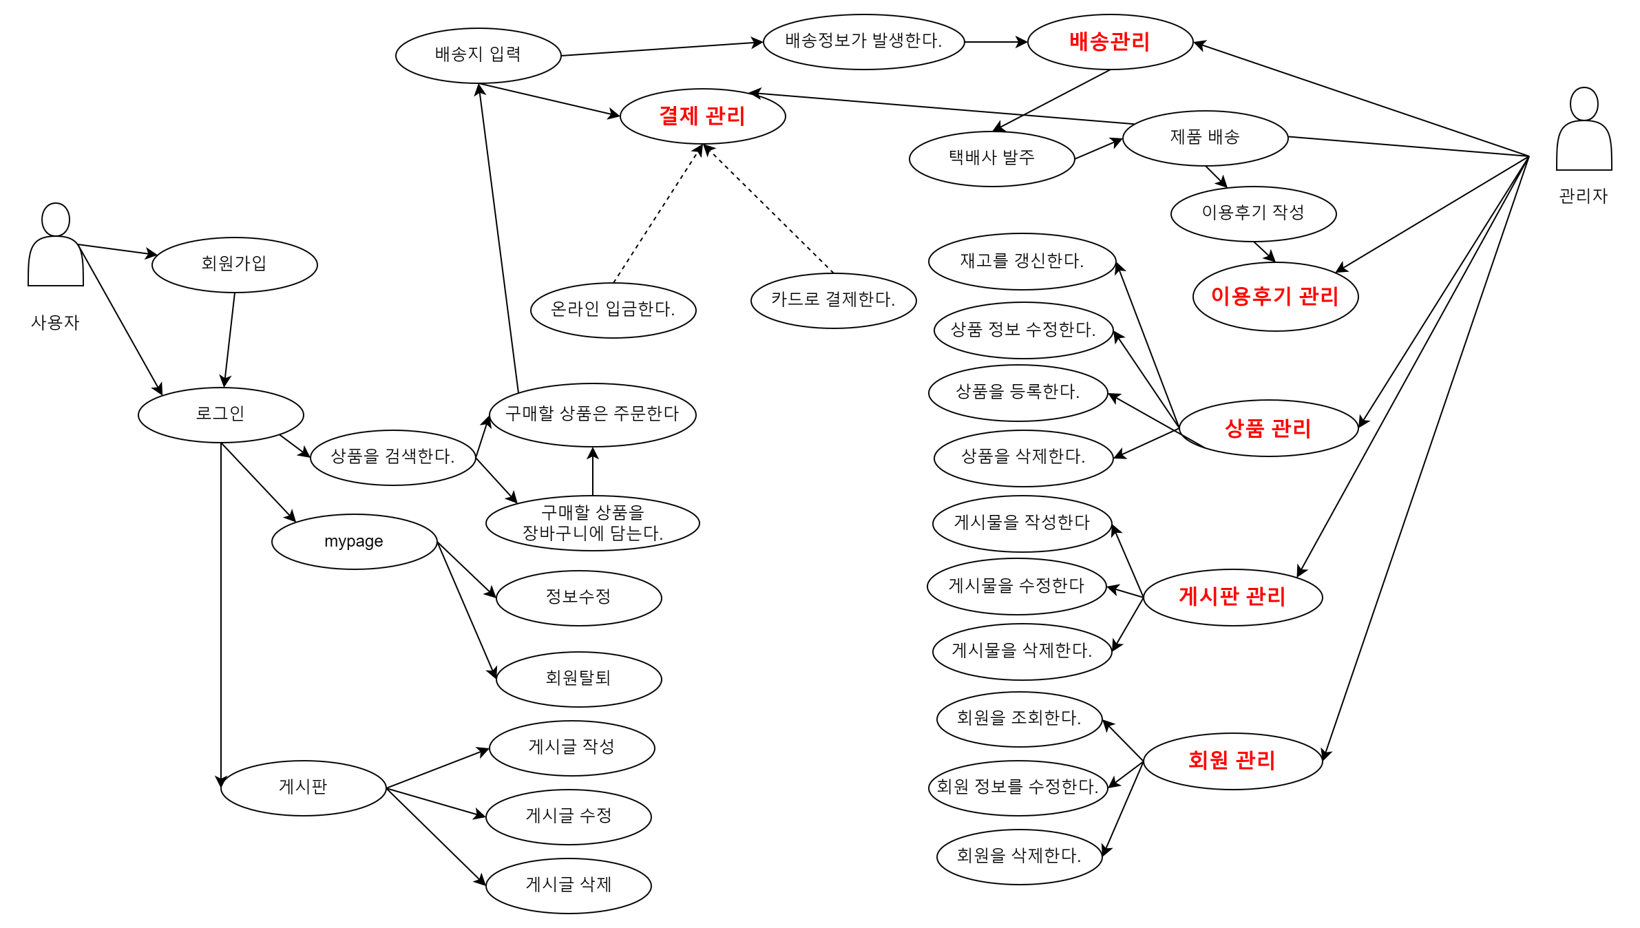 배송지 입력
배송정보가 발생한다.
배송관리
결제 관리
제품 배송
택배사 발주
관리자
이용후기 작성
회원가입
재고를 갱신한다.
이용후기 관리
온라인 입금한다.
카드로 결제한다.
사용자
상품 정보 수정한다.
상품을 등록한다.
로그인
구매할 상품은 주문한다
상품 관리
상품을 검색한다.
상품을 삭제한다.
구매할 상품을
장바구니에 담는다.
게시물을 작성한다
mypage
게시물을 수정한다
정보수정
게시판 관리
게시물을 삭제한다.
회원탈퇴
회원을 조회한다.
게시글 작성
회원 관리
게시판
회원 정보를 수정한다.
게시글 수정
회원을 삭제한다.
게시글 삭제